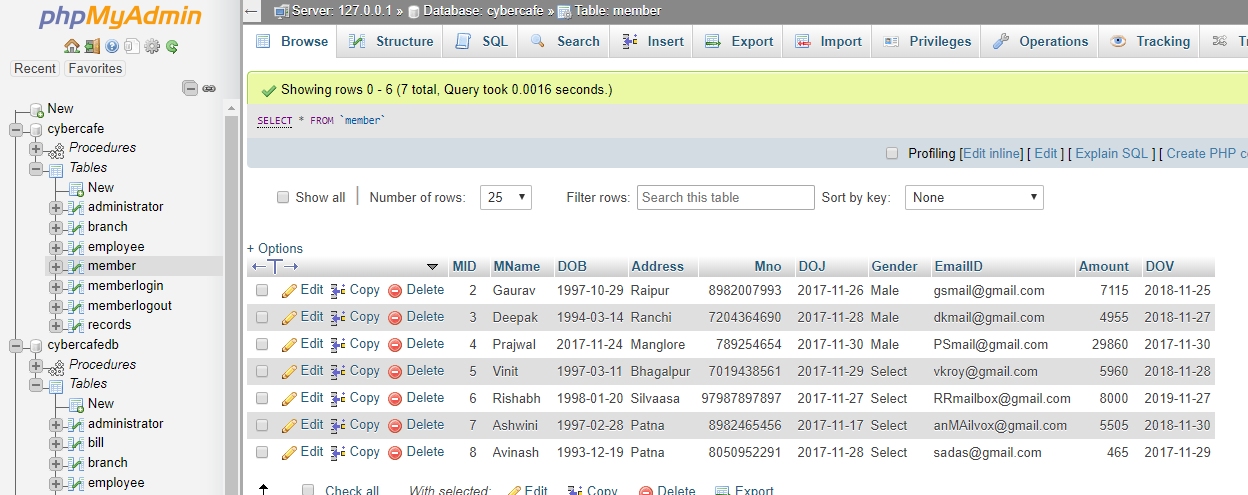 phpMyAdmin
Recent Favorites
New
cybercafe
Procedures
Tables
New
administrator
branch
employee
member
memberlogin
memberlogout
records
cybercafedb
Procedures
Tables
New
administrator
bill
branch
employee
Server: 127.0.0.1 » Database: cybercafe » Table: member
Browse Structure SQL Search Insert Export Import Privileges Operations Tracking Tr
Showing rows 0 - 6 (7 total, Query took 0.0016 seconds.)
SELECT * FROM `member`
Profiling [Edit inline] [ Edit ] [ Explain SQL ] [ Create PHP co
Show all Number of rows: 25 Filter rows: Search this table Sort by key: None
+ Options
←T→ MID MName DOB Address Mno DOJ Gender EmailID Amount DOV
Edit Copy Delete 2 Gaurav 1997-10-29 Raipur 8982007993 2017-11-26 Male gsmail@gmail.com 7115 2018-11-25
Edit Copy Delete 3 Deepak 1994-03-14 Ranchi 7204364690 2017-11-28 Male dkmail@gmail.com 4955 2018-11-27
Edit Copy Delete 4 Prajwal 2017-11-24 Manglore 789254654 2017-11-30 Male PSmail@gmail.com 29860 2017-11-30
Edit Copy Delete 5 Vinit 1997-03-11 Bhagalpur 7019438561 2017-11-29 Select vkroy@gmail.com 5960 2018-11-28
Edit Copy Delete 6 Rishabh 1998-01-20 Silvaasa 97987897897 2017-11-27 Select RRmailbox@gmail.com 8000 2019-11-27
Edit Copy Delete 7 Ashwini 1997-02-28 Patna 8982465456 2017-11-17 Select anMAilvox@gmail.com 5505 2018-11-30
Edit Copy Delete 8 Avinash 1993-12-19 Patna 8050952291 2017-11-28 Select sadas@gmail.com 465 2017-11-29
Check all With selected: Edit Copy Delete Export